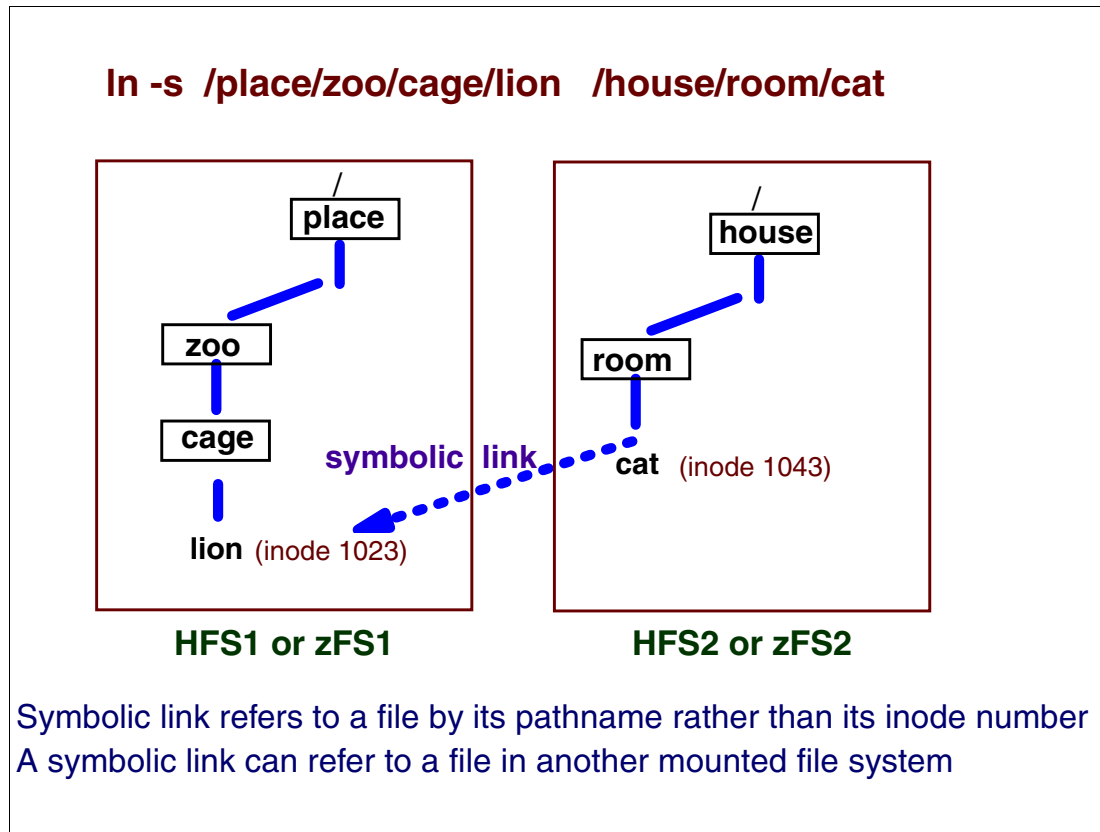 ln -s /place/zoo/cage/lion /house/room/cat
/
place
zoo
cage
lion (inode 1023)
symbolic link
/
house
room
cat (inode 1043)
HFS1 or zFS1
HFS2 or zFS2
Symbolic link refers to a file by its pathname rather than its inode number
A symbolic link can refer to a file in another mounted file system